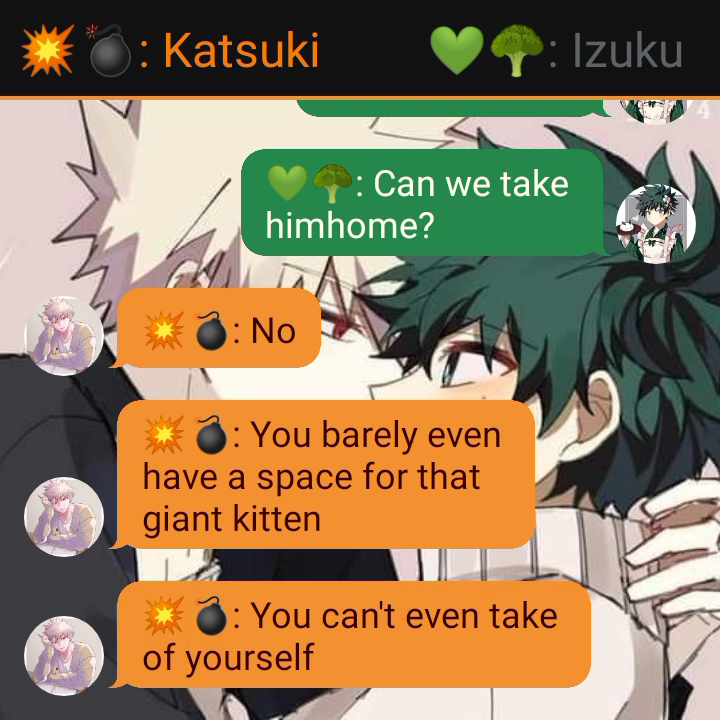 💥💣: Katsuki
💚🥦: Izuku
💚🥦: Can we take
himhome?
💥💣: No
💥💣: You barely even
have a space for that
giant kitten
💥💣: You can't even take
of yourself